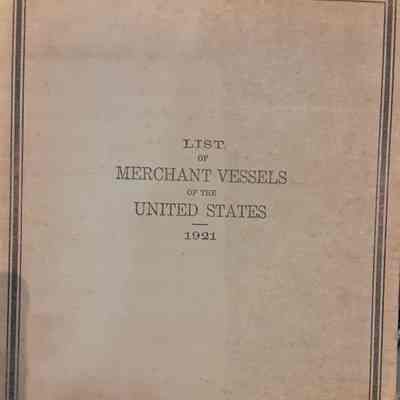 LIST
OF
MERCHANT VESSELS
OF THE
UNITED STATES
1921